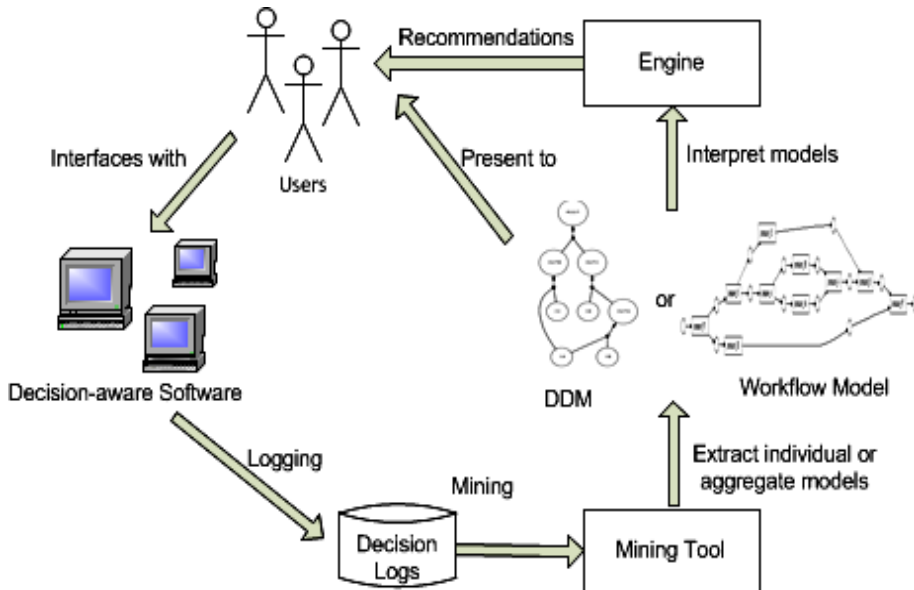 Recommendations
Engine
Interfaces with
Users
Present to
Interpret models
or
Decision-aware Software
DDM
Workflow Model
Logging
Mining
Extract individual or
aggregate models
Decision
Logs
Mining Tool